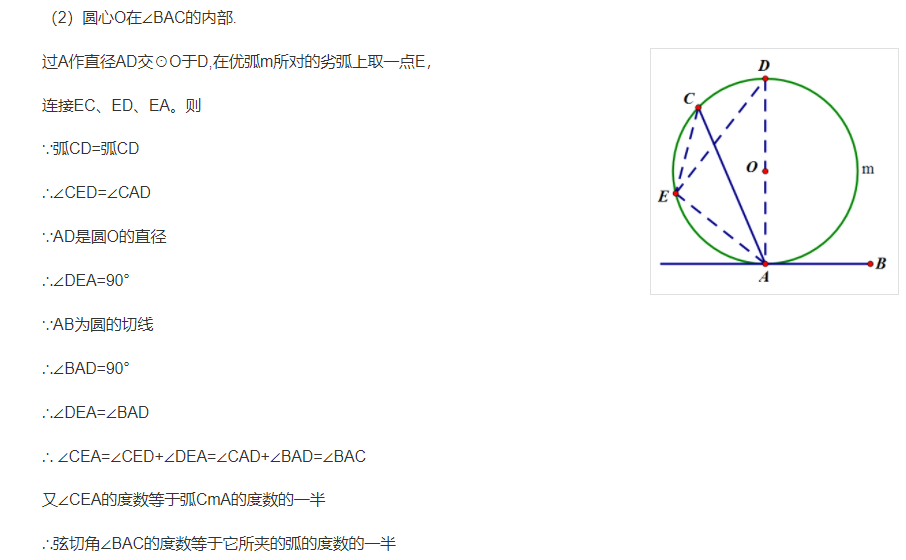 （2）圆心O在∠BAC的内部.
过A作直径AD交⊙O于D,在优弧m所对的劣弧上取一点E，
连接EC、ED、EA。则
∵弧CD=弧CD
∴∠CED=∠CAD
∵AD是圆O的直径
∴∠DEA=90°
∵AB为圆的切线
∴∠BAD=90°
∴∠DEA=∠BAD
∴ ∠CEA=∠CED+∠DEA=∠CAD+∠BAD=∠BAC
又∠CEA的度数等于弧CmA的度数的一半
∴弦切角∠BAC的度数等于它所夹的弧的度数的一半
D
C
O
m
E
B
A